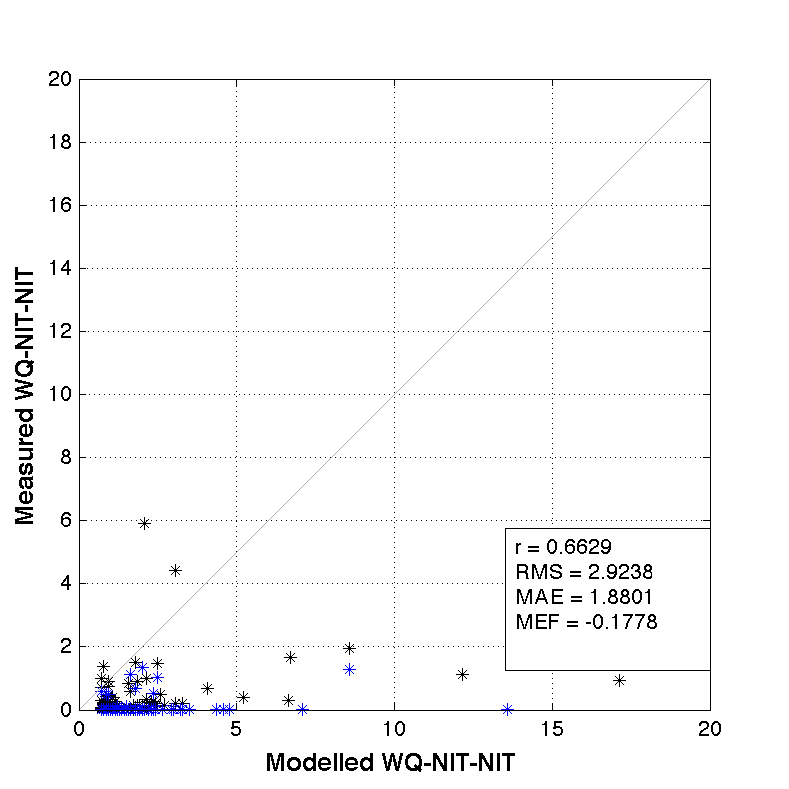 20
18
16
14
12
10
8
6
4
2
0
Measured WQ-NIT-NIT
r = 0.6629
RMS = 2.9238
MAE = 1.8801
MEF = -0.1778
0 5 10 15 20
Modelled WQ-NIT-NIT